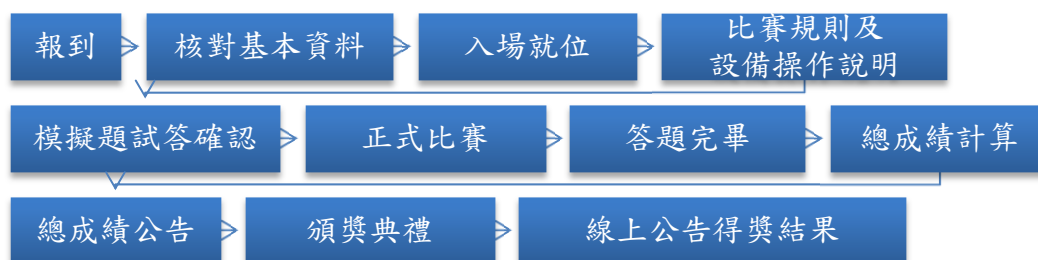 報到
核對基本資料
入場就位
比賽規則及
設備操作說明
模擬題試答確認
正式比賽
答題完畢
總成績計算
總成績公告
頒獎典禮
線上公告得獎結果